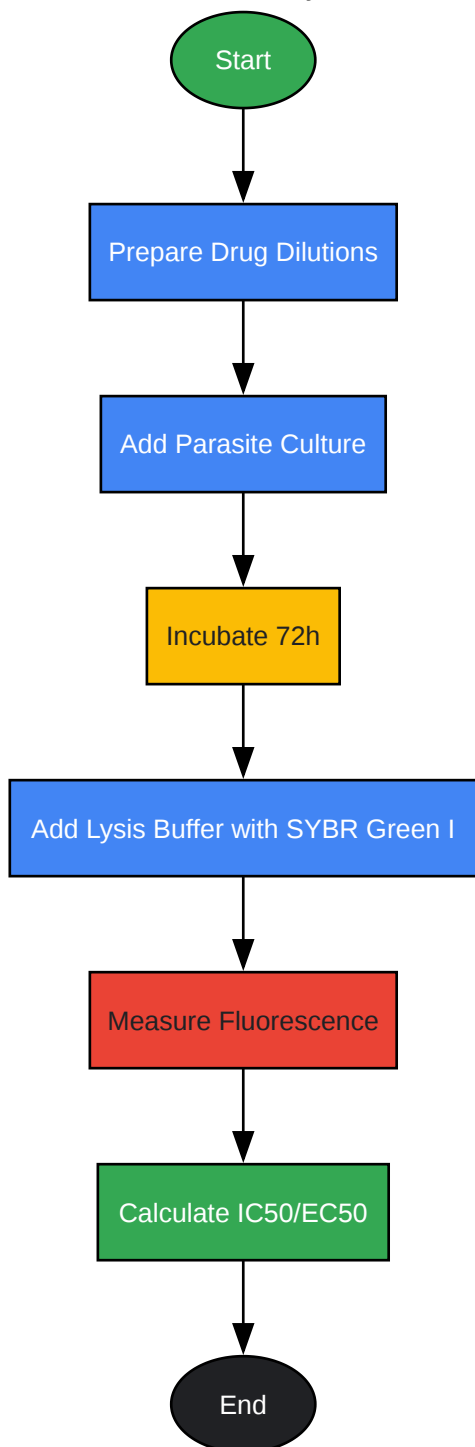 Start
Prepare Drug Dilutions
Add Parasite Culture
Incubate 72h
Add Lysis Buffer with SYBR Green I
Measure Fluorescence
Calculate IC50/EC50
End